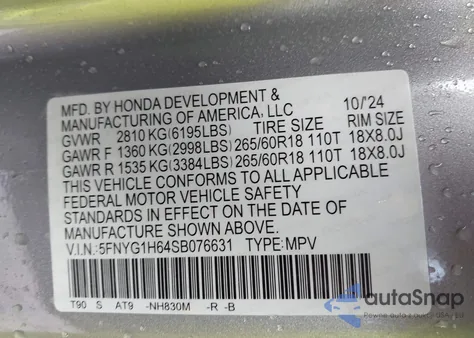 MFD. BY HONDA DEVELOPMENT &
MANUFACTURING OF AMERICA, LLC 10/'24
GVWR 2810 KG(6195LBS) TIRE SIZE RIM SIZE
GAWR F 1360 KG(2998LBS) 265/60R18 110T 18X8.0J
GAWR R 1535 KG(3384LBS) 265/60R18 110T 18X8.0J
THIS VEHICLE CONFORMS TO ALL APPLICABLE
FEDERAL MOTOR VEHICLE SAFETY
STANDARDS IN EFFECT ON THE DATE OF
MANUFACTURE SHOWN ABOVE.
V.I.N.:5FNYG1H64SB076631 TYPE:MPV
T90 S AT9 -NH830M -R -B
autoSnap